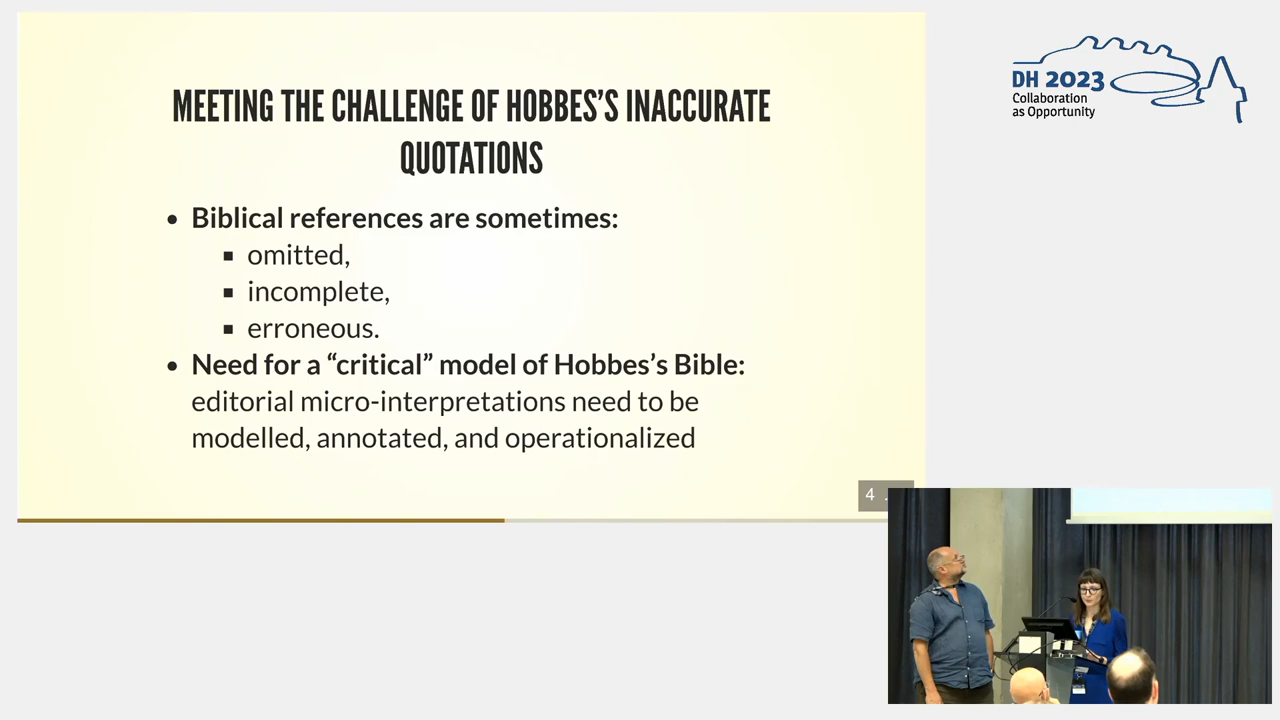 MEETING THE CHALLENGE OF HOBBES'S INACCURATE
QUOTATIONS
• Biblical references are sometimes:
▪ omitted,
▪ incomplete,
▪ erroneous.
• Need for a “critical” model of Hobbes’s Bible:
editorial micro-interpretations need to be
modelled, annotated, and operationalized
4 .
DH 2023
Collaboration
as Opportunity